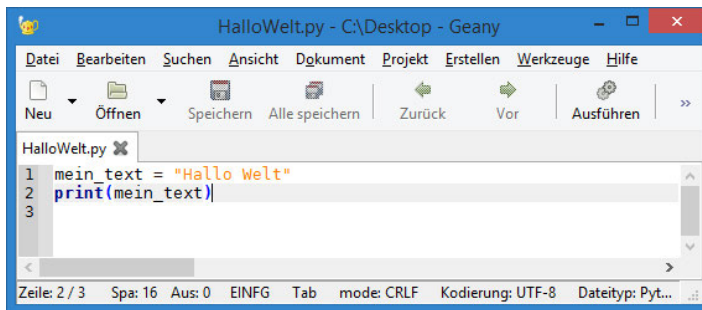 HalloWelt.py - C:\Desktop - Geany
Datei Bearbeiten Suchen Ansicht Dokument Projekt Erstellen Werkzeuge Hilfe
Neu Öffnen Speichern Alle speichern Zurück Vor Ausführen
HalloWelt.py
1 mein_text = "Hallo Welt"
2 print(mein_text)
3
Zeile: 2 / 3 Spa: 16 Aus: 0 EINFG Tab mode: CRLF Kodierung: UTF-8 Dateityp: Pyt...